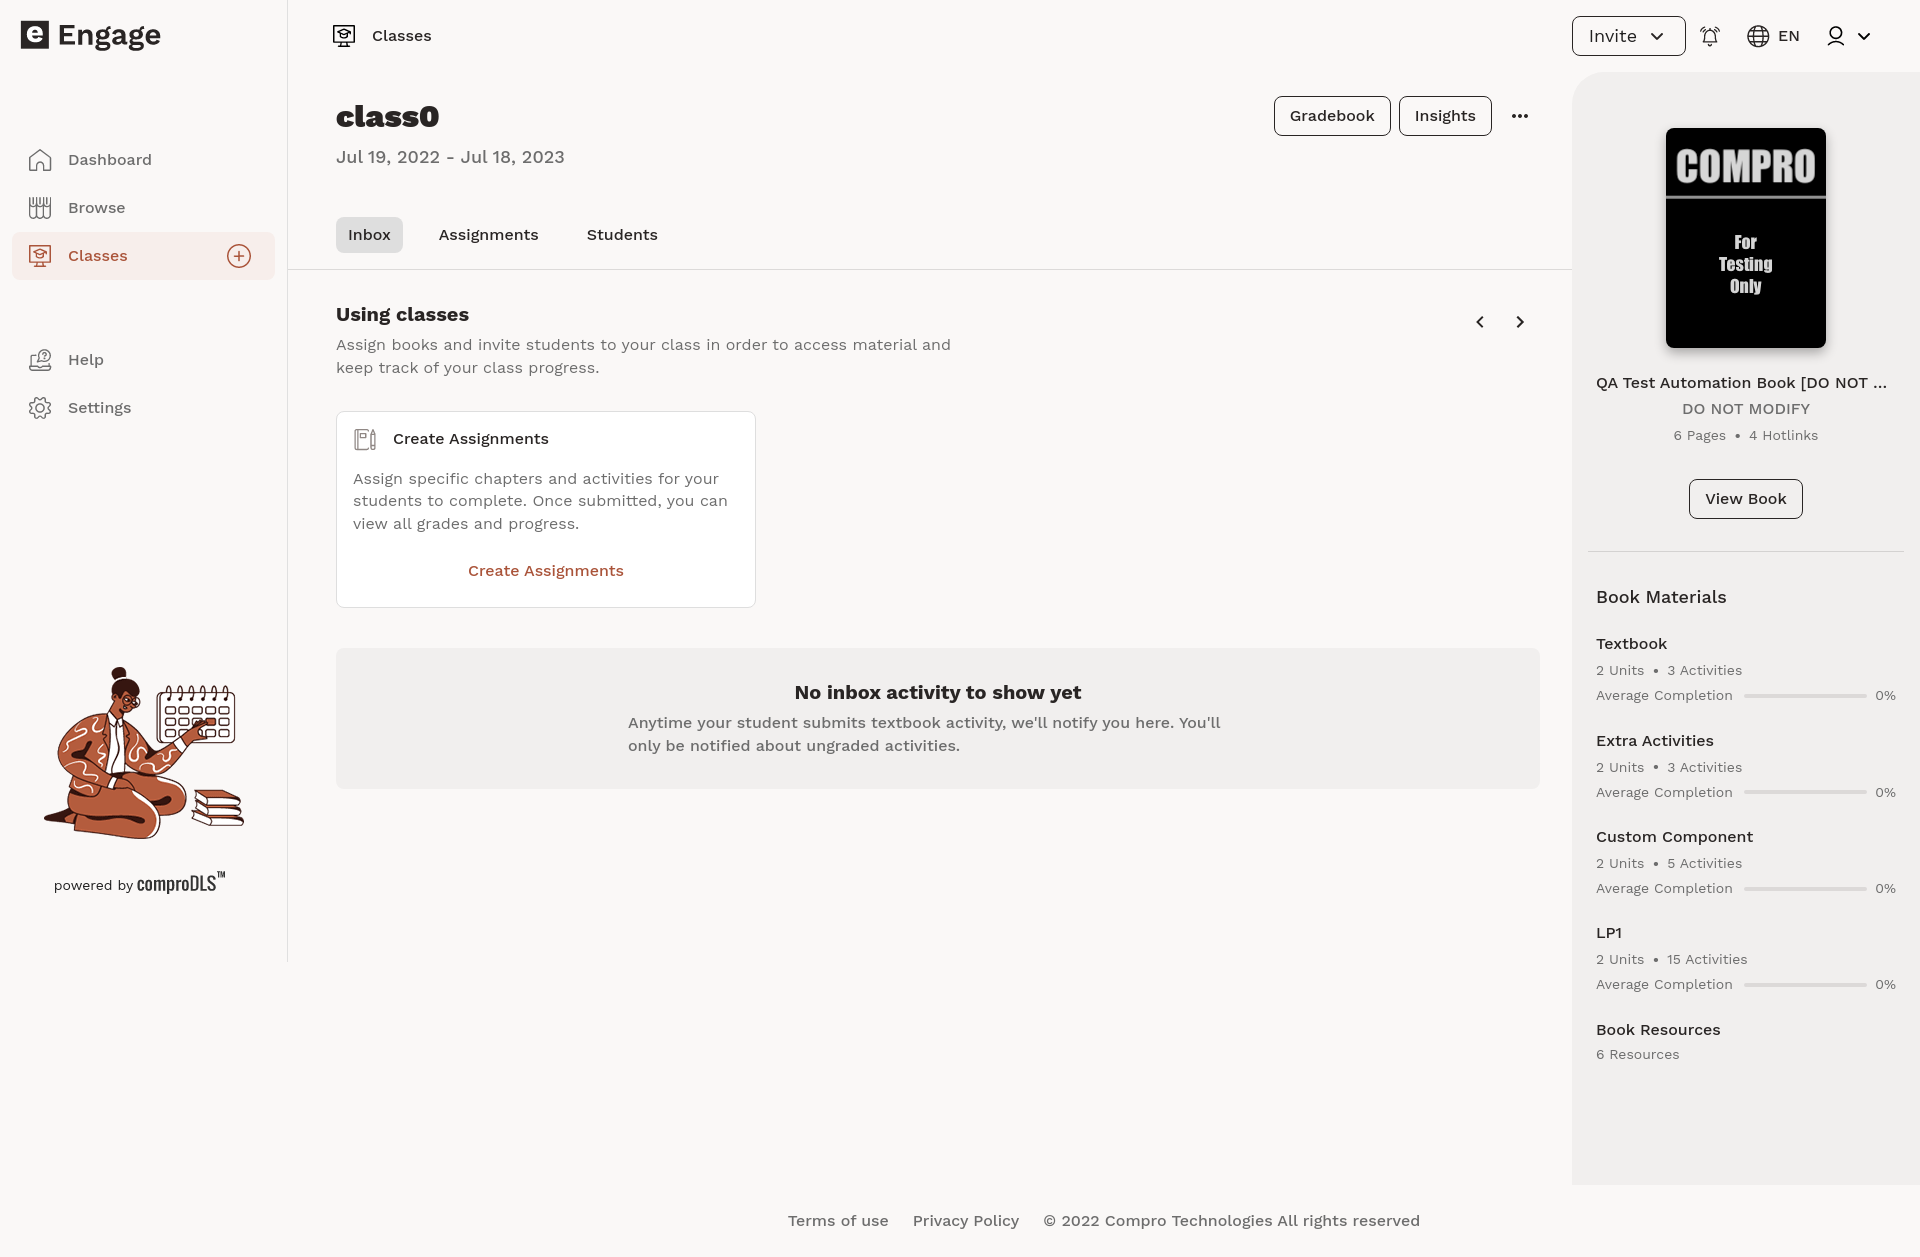 e Engage
Dashboard
Browse
Classes
Help
Settings
powered by comproDLS™
Classes
Invite
EN
class0
Jul 19, 2022 - Jul 18, 2023
Gradebook
Insights
Inbox
Assignments
Students
Using classes
Assign books and invite students to your class in order to access material and
keep track of your class progress.
Create Assignments
Assign specific chapters and activities for your
students to complete. Once submitted, you can
view all grades and progress.
Create Assignments
No inbox activity to show yet
Anytime your student submits textbook activity, we'll notify you here. You'll
only be notified about ungraded activities.
COMPRO
For
Testing
Only
QA Test Automation Book [DO NOT ...
DO NOT MODIFY
6 Pages • 4 Hotlinks
View Book
Book Materials
Textbook
2 Units • 3 Activities
Average Completion 0%
Extra Activities
2 Units • 3 Activities
Average Completion 0%
Custom Component
2 Units • 5 Activities
Average Completion 0%
LP1
2 Units • 15 Activities
Average Completion 0%
Book Resources
6 Resources
Terms of use Privacy Policy © 2022 Compro Technologies All rights reserved